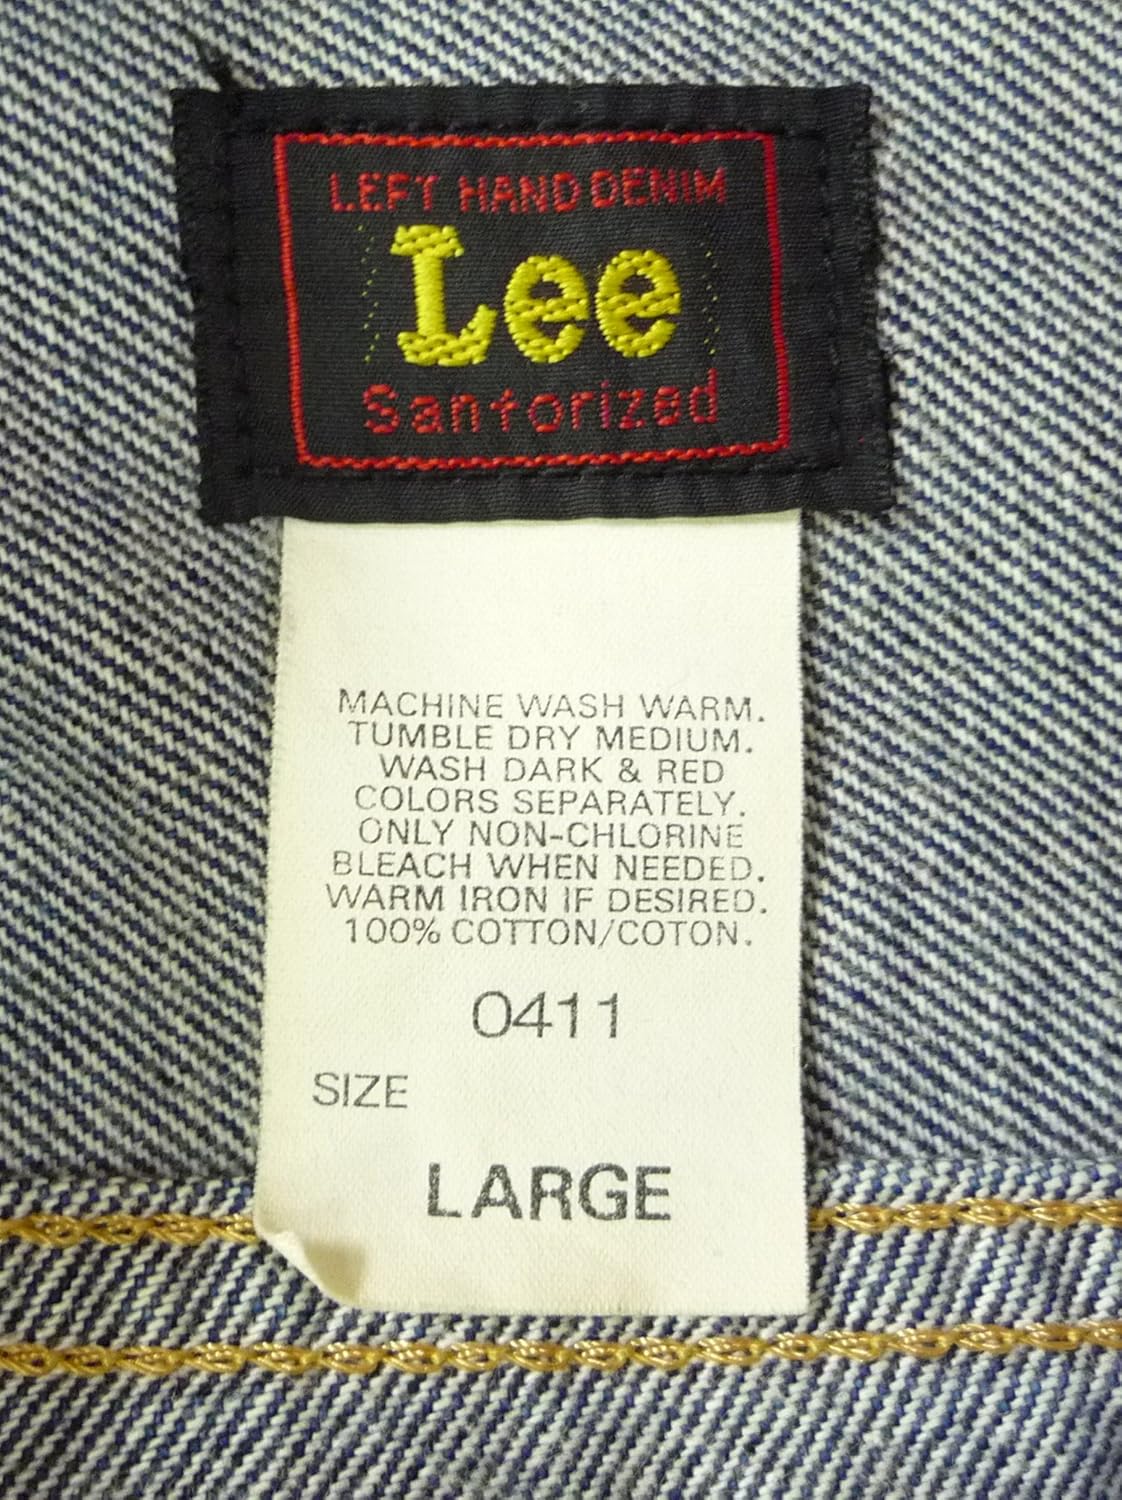 LEFT HAND DENIM
Lee
Sanforized
MACHINE WASH WARM.
TUMBLE DRY MEDIUM.
WASH DARK & RED
COLORS SEPARATELY.
ONLY NON-CHLORINE
BLEACH WHEN NEEDED.
WARM IRON IF DESIRED.
100% COTTON/COTON.
0411
SIZE
LARGE